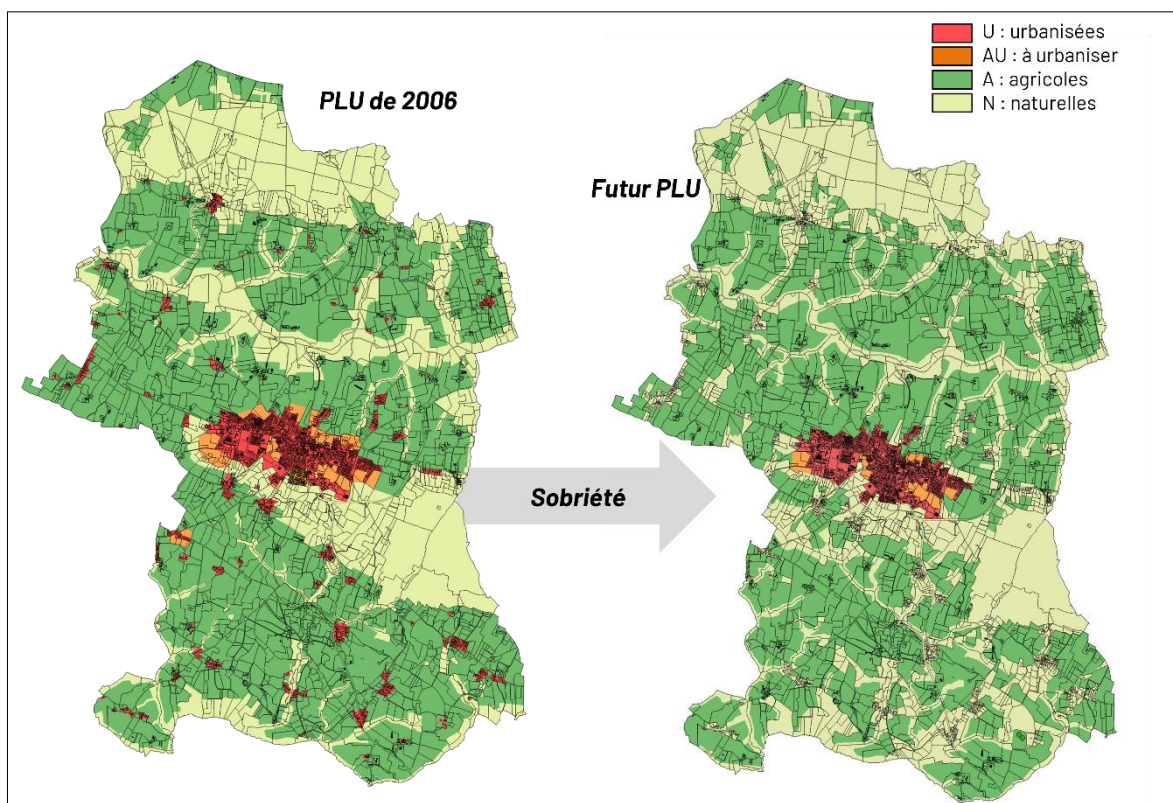 U : urbanisées
AU : à urbaniser
A : agricoles
N : naturelles
PLU de 2006
Futur PLU
Sobriété